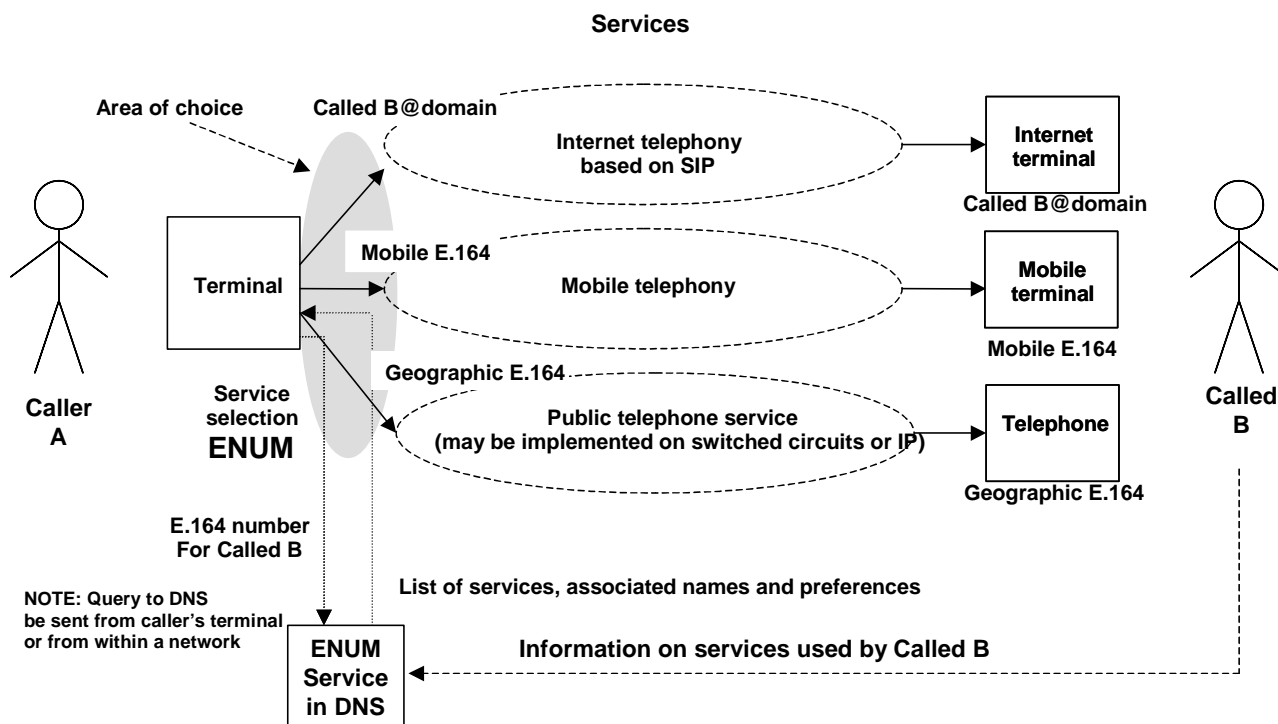 Services
Area of choice
Called B@domain
Internet telephony
based on SIP
Internet
terminal
Called B@domain
Terminal
Mobile E.164
Mobile telephony
Mobile
terminal
Mobile E.164
Geographic E.164
Public telephone service
(may be implemented on switched circuits or IP)
Telephone
Geographic E.164
Caller
A
Called
B
Service
selection
ENUM
E.164 number
For Called B
List of services, associated names and preferences
NOTE: Query to DNS
be sent from caller’s terminal
or from within a network
ENUM
Service
in DNS
Information on services used by Called B